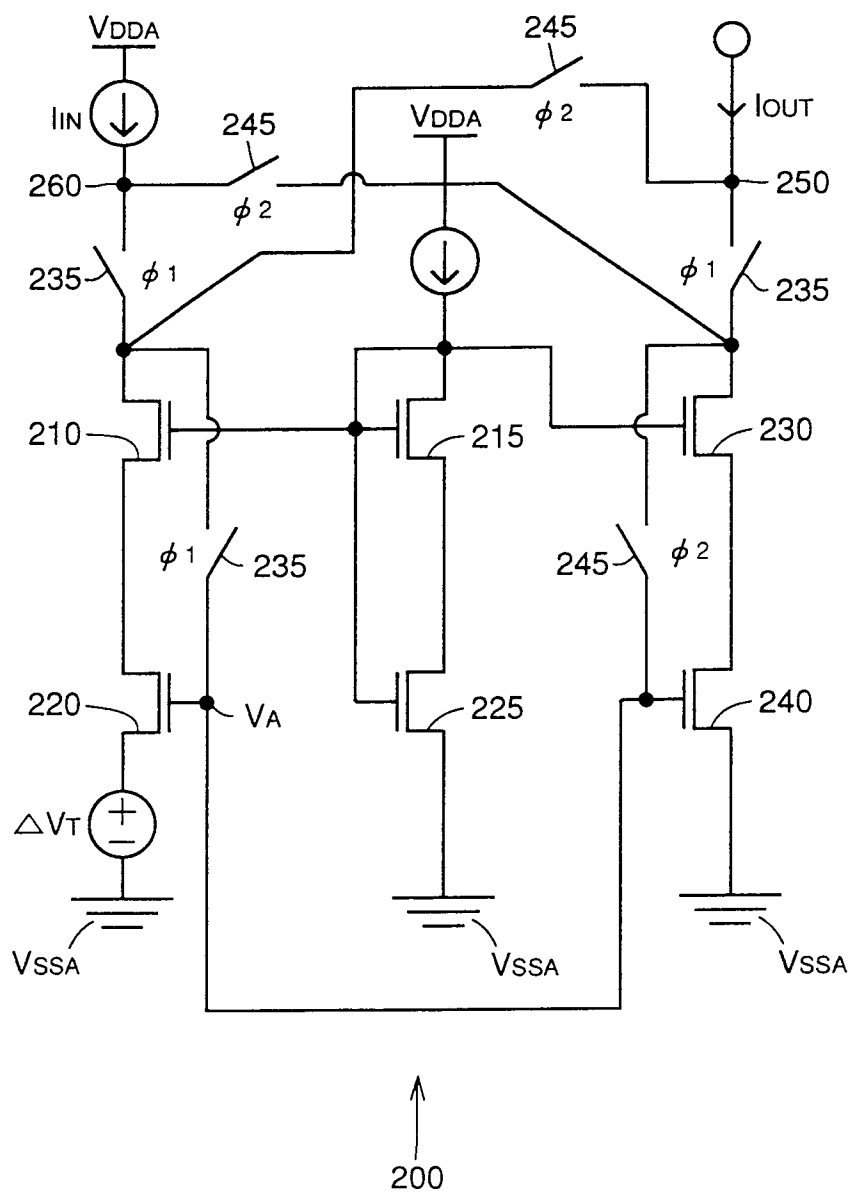 VDDA
245
IIN
245
VDDA
ϕ2
IOUT
260
ϕ2
250
235
ϕ1
ϕ1
235
210
215
230
ϕ1
235
245
ϕ2
220
VA
225
240
△VT
+
−
VSSA
VSSA
VSSA
200